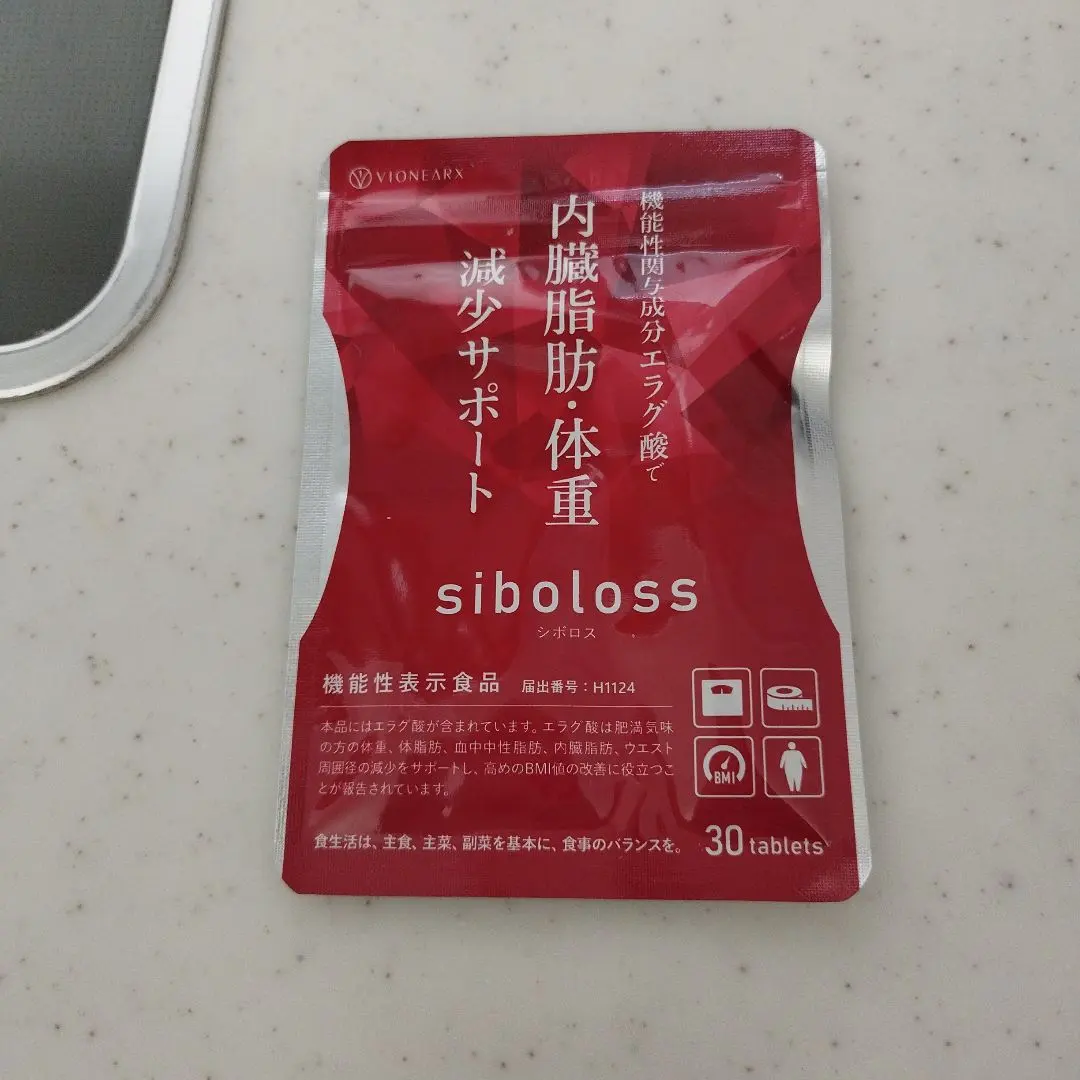 VIONEARX
機能性関与成分エラグ酸で
内臓脂肪・体重
減少サポート
siboloss
シボロス
機能性表示食品 届出番号：H1124
本品にはエラグ酸が含まれています。エラグ酸は肥満気味
の方の体重、体脂肪、血中中性脂肪、内臓脂肪、ウエスト
周囲径の減少をサポートし、高めのBMI値の改善に役立つこ
とが報告されています。
BMI
食生活は、主食、主菜、副菜を基本に、食事のバランスを。
30 tablets